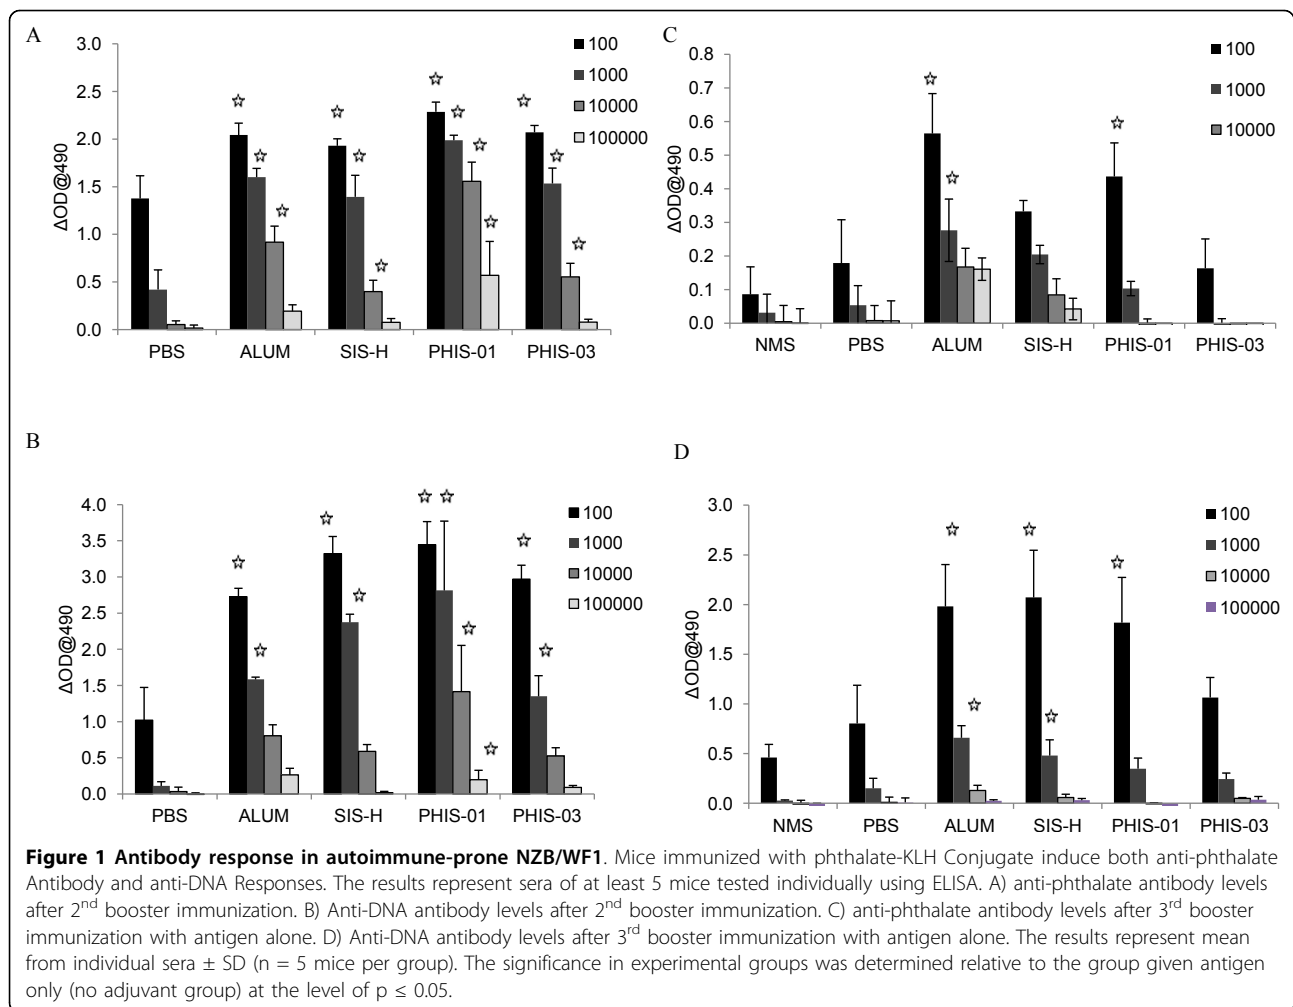 A
3.0
2.5
2.0
1.5
1.0
0.5
0.0
ΔOD@490
100
1000
10000
100000
PBS ALUM SIS-H PHIS-01 PHIS-03
C
0.8
0.7
0.6
0.5
0.4
0.3
0.2
0.1
0.0
ΔOD@490
100
1000
10000
NMS PBS ALUM SIS-H PHIS-01 PHIS-03
B
4.0
3.5
3.0
2.5
2.0
1.5
1.0
0.5
0.0
ΔOD@490
100
1000
10000
100000
PBS ALUM SIS-H PHIS-01 PHIS-03
D
3.0
2.5
2.0
1.5
1.0
0.5
0.0
ΔOD@490
100
1000
10000
100000
NMS PBS ALUM SIS-H PHIS-01 PHIS-03
Figure 1 Antibody response in autoimmune-prone NZB/WF1. Mice immunized with phthalate-KLH Conjugate induce both anti-phthalate
Antibody and anti-DNA Responses. The results represent sera of at least 5 mice tested individually using ELISA. A) anti-phthalate antibody levels
after 2nd booster immunization. B) Anti-DNA antibody levels after 2nd booster immunization. C) anti-phthalate antibody levels after 3rd booster
immunization with antigen alone. D) Anti-DNA antibody levels after 3rd booster immunization with antigen alone. The results represent mean
from individual sera ± SD (n = 5 mice per group). The significance in experimental groups was determined relative to the group given antigen
only (no adjuvant group) at the level of p ≤ 0.05.